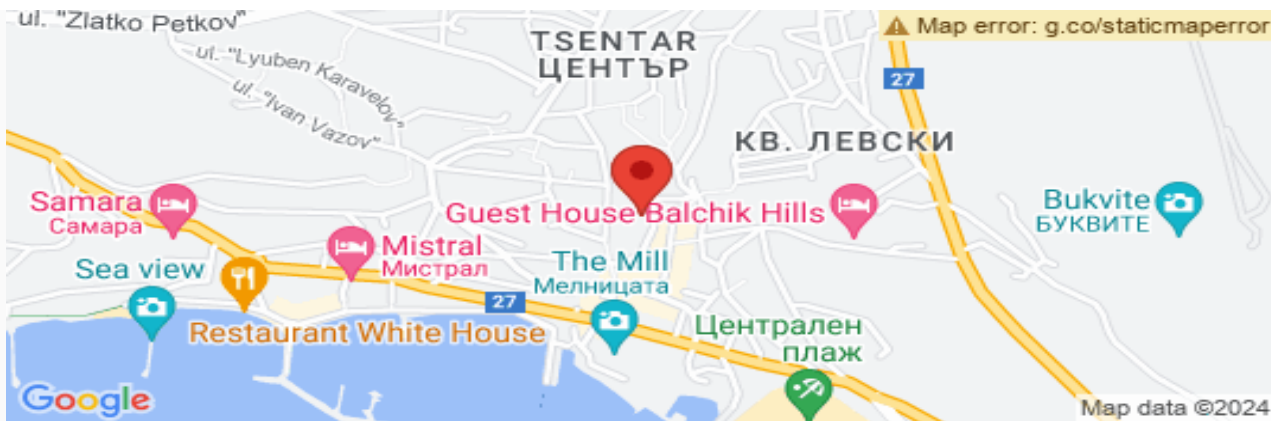 ul. "Zlatko Petkov"
Map error: g.co/staticmaperror
ul. "Lyuben Karavelov"
ul. "Ivan Vazov"
TSENTAR
ЦЕНТЪР
27
КВ. ЛЕВСКИ
Samara
Самара
Guest House Balchik Hills
Bukvite
БУКВИТЕ
Mistral
Мистрал
Sea view
The Mill
Мелницата
27
Restaurant White House
Централен
плаж
Google
Map data ©2024